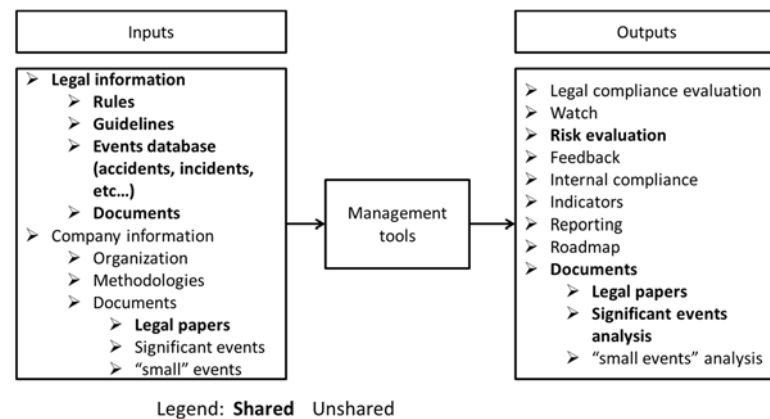 Inputs
Legal information
Rules
Guidelines
Events database
(accidents, incidents,
etc…)
Documents
Company information
Organization
Methodologies
Documents
Legal papers
Significant events
“small” events
Management
tools
Outputs
Legal compliance evaluation
Watch
Risk evaluation
Feedback
Internal compliance
Indicators
Reporting
Roadmap
Documents
Legal papers
Significant events
analysis
“small events” analysis
Legend: Shared Unshared